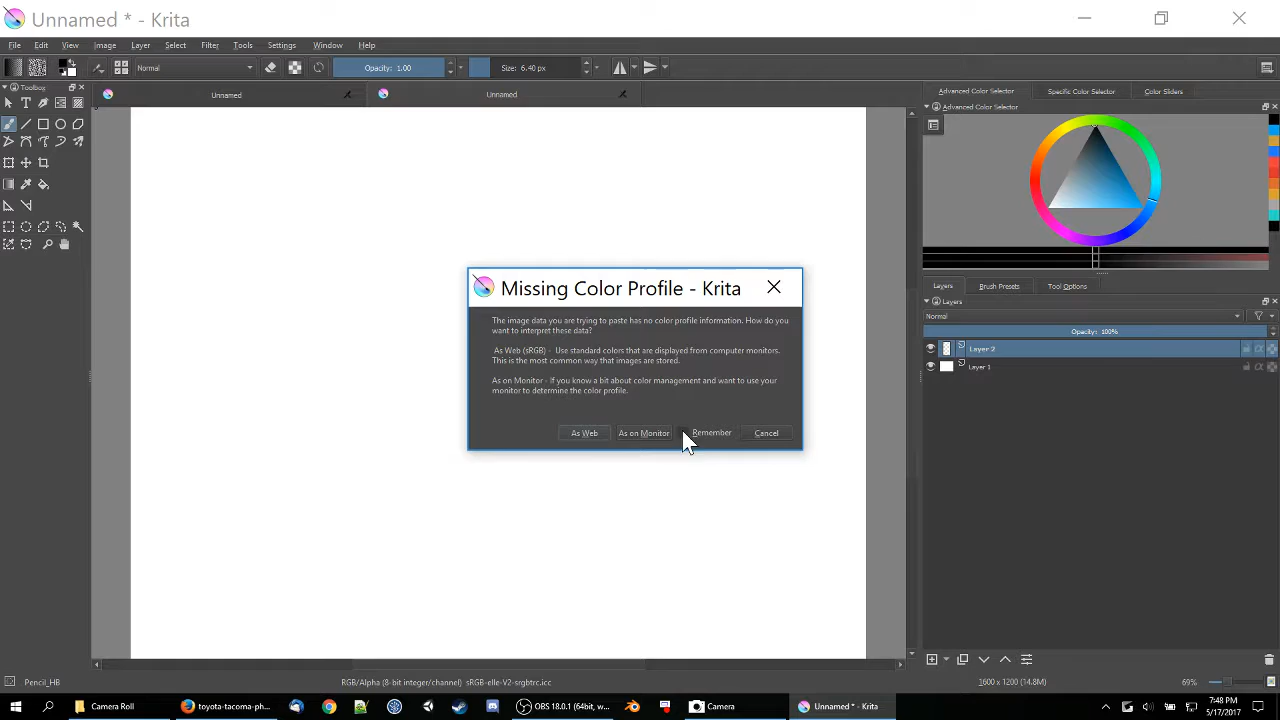 Unnamed * - Krita
File Edit View Image Layer Select Filter Tools Settings Window Help
Normal Opacity: 1.00 Size: 6.40 px
Toolbox Unnamed Unnamed
Advanced Color Selector Specific Color Selector Color Sliders
Advanced Color Selector
Missing Color Profile - Krita
The image data you are trying to paste has no color profile information. How do you
want to interpret these data?
As Web (sRGB) - Use standard colors that are displayed from computer monitors.
This is the most common way that images are stored.
As on Monitor - If you know a bit about color management and want to use your
monitor to determine the color profile.
As Web As on Monitor Remember Cancel
Layers Brush Presets Tool Options
Layers
Normal
Opacity: 100%
Layer 2
Layer 1
Pencil_HB RGB/Alpha (8-bit integer/channel) sRGB-elle-V2-srgbtrc.icc 1600 x 1200 (14.8M) 69%
Camera Roll toyota-tacoma-ph... OBS 18.0.1 (64bit, w... Camera Unnamed * - Krita
7:48 PM
5/17/2017